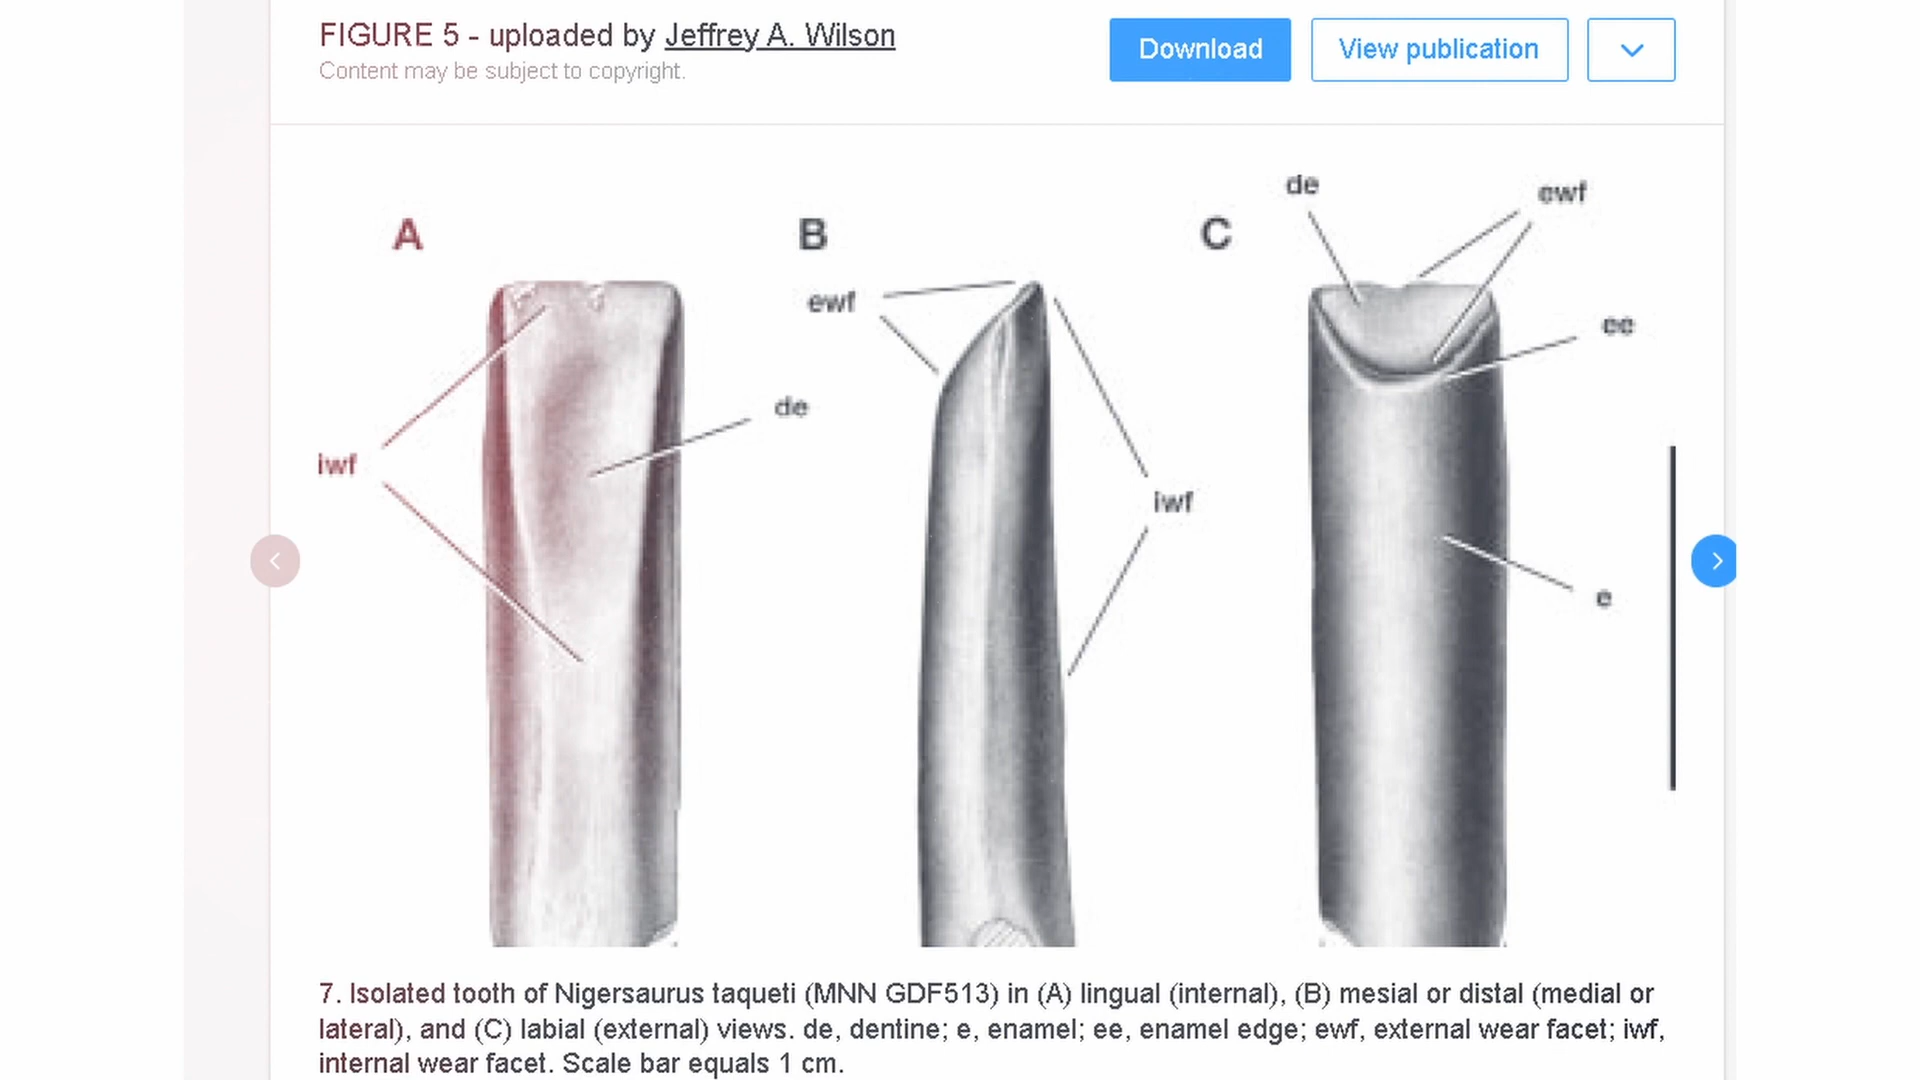 FIGURE 5 - uploaded by Jeffrey A. Wilson
Content may be subject to copyright.
Download
View publication
A
B
C
de
ewf
ewf
ee
de
iwf
iwf
e
7. Isolated tooth of Nigersaurus taqueti (MNN GDF513) in (A) lingual (internal), (B) mesial or distal (medial or
lateral), and (C) labial (external) views. de, dentine; e, enamel; ee, enamel edge; ewf, external wear facet; iwf,
internal wear facet. Scale bar equals 1 cm.